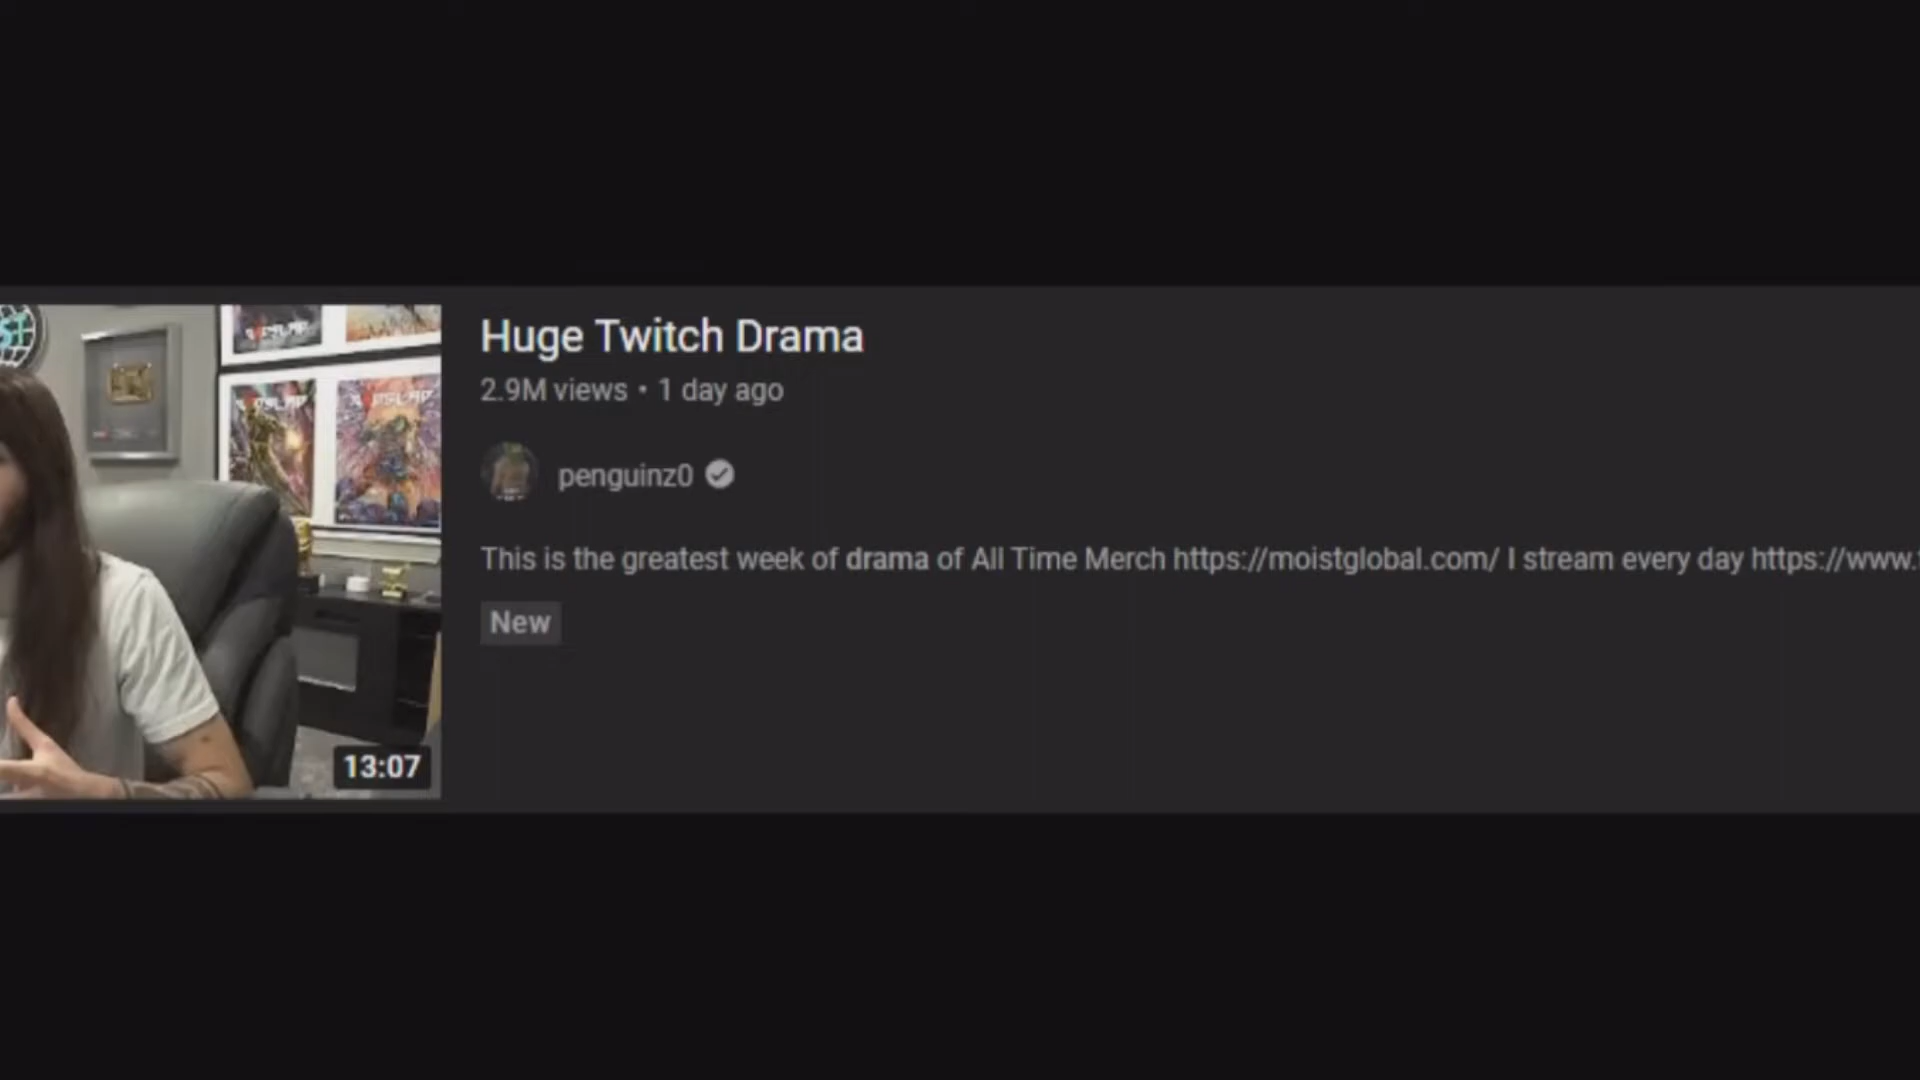 Huge Twitch Drama
2.9M views • 1 day ago
penguinz0
This is the greatest week of drama of All Time Merch https://moistglobal.com/ I stream every day https://www.
New
13:07